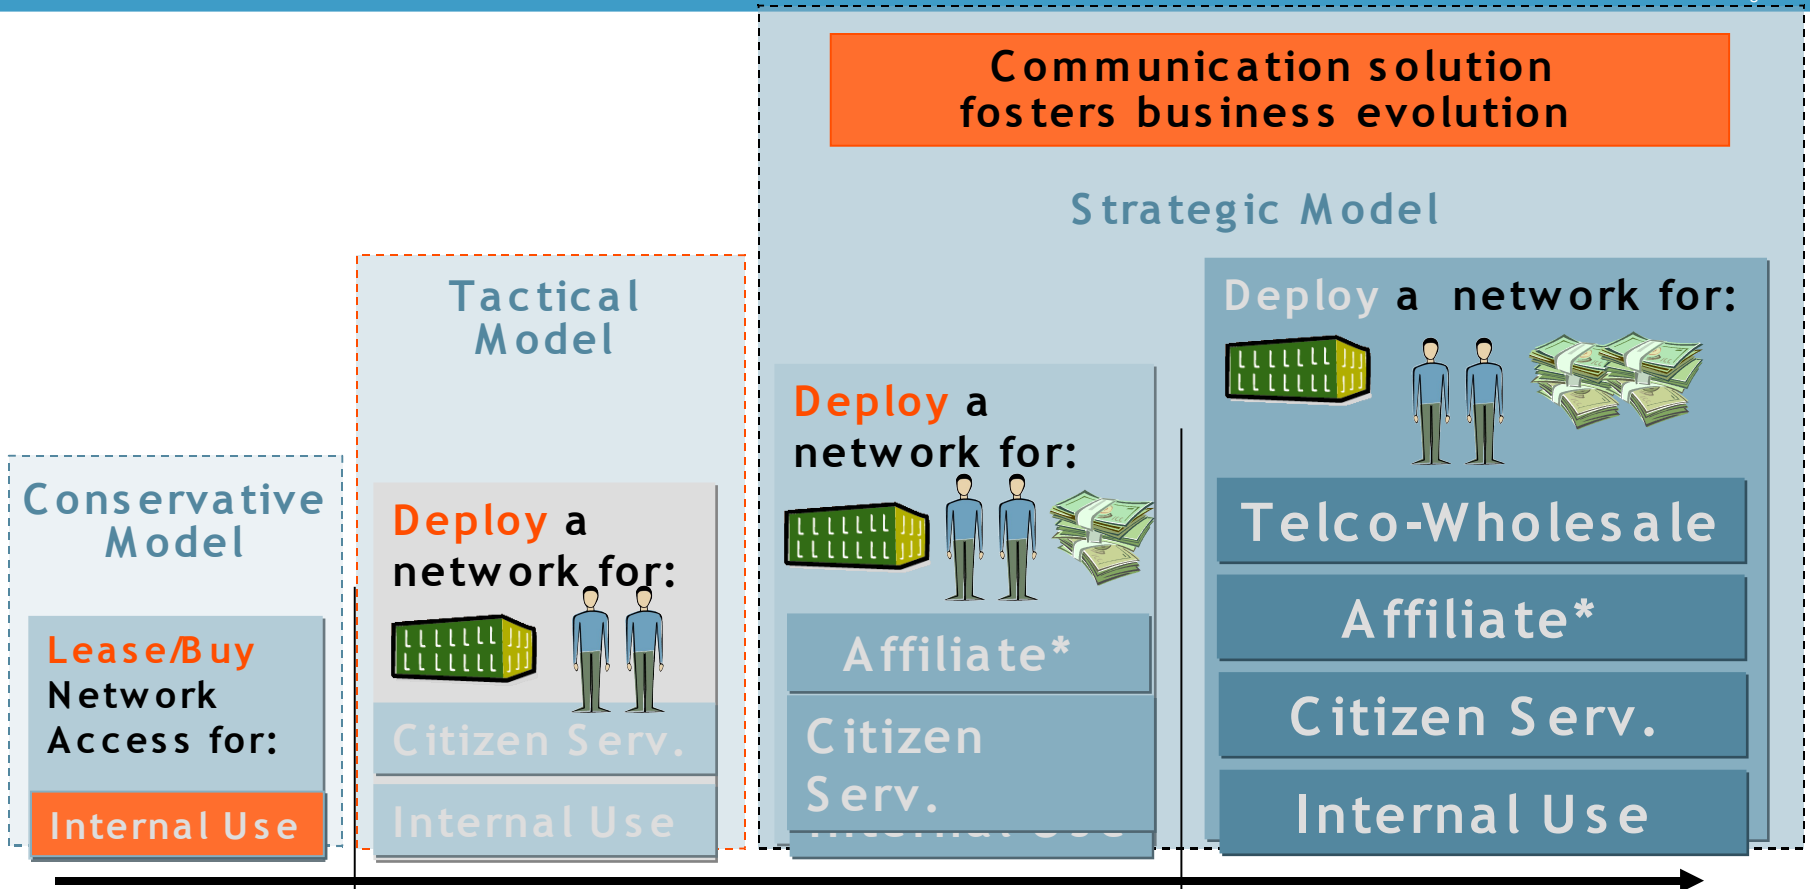 Communication solution
fosters business evolution
Strategic Model
Tactical
Model
Conservative
Model
Lease/Buy
Network
Access for:
Internal Use
Deploy a
network for:
Citizen Serv.
Internal Use
Deploy a
network for:
Affiliate*
Citizen
Serv.
Internal Use
Deploy a network for:
Telco-Wholesale
Affiliate*
Citizen Serv.
Internal Use